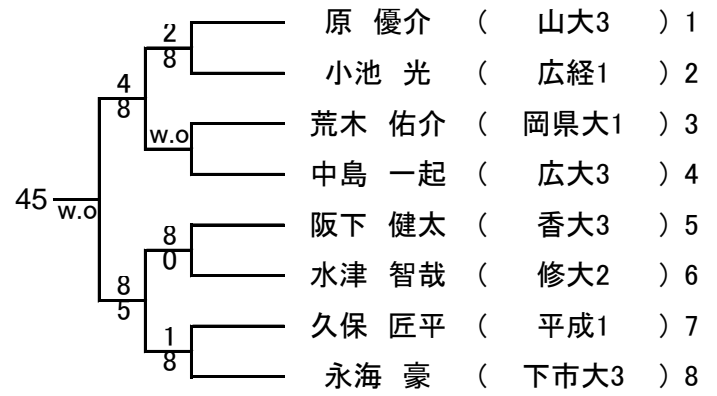 2
8
原 優介 ( 山大3 ) 1
小池 光 ( 広経1 ) 2
4
8
w.o
荒木 佑介 ( 岡県大1 ) 3
中島 一起 ( 広大3 ) 4
45
w.o
8
0
阪下 健太 ( 香大3 ) 5
水津 智哉 ( 修大2 ) 6
8
5
1
8
久保 匠平 ( 平成1 ) 7
永海 豪 ( 下市大3 ) 8